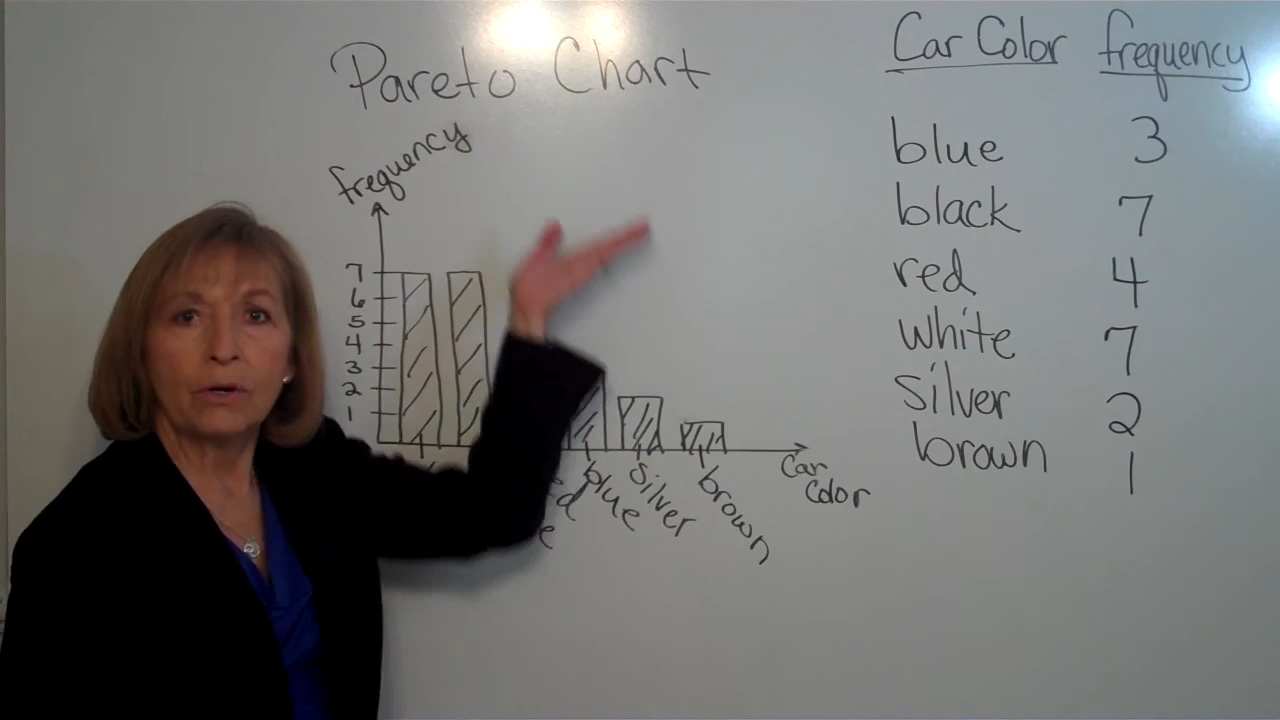 Pareto Chart
frequency
7
6
5
4
3
2
1
blue
silver
brown
Car
Color
Car Color frequency
blue 3
black 7
red 4
white 7
silver 2
brown 1